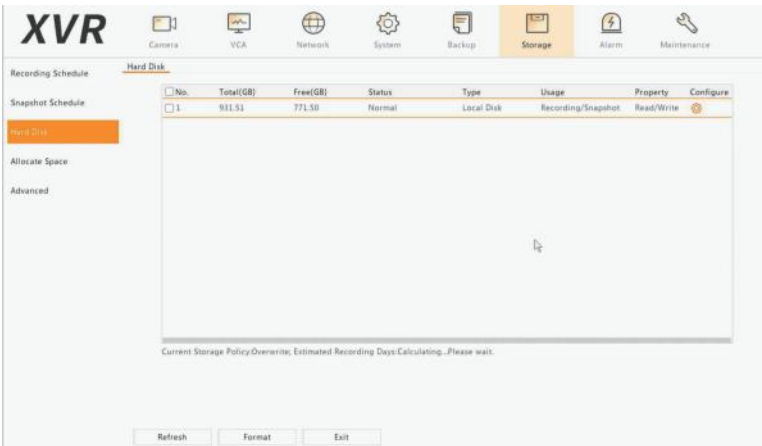 XVR
Camera VCA Network System Backup Storage Alarm Maintenance
Recording Schedule
Snapshot Schedule
Hard Disk
Allocate Space
Advanced
Hard Disk
No. Total(GB) Free(GB) Status Type Usage Property Configure
1 931.51 771.50 Normal Local Disk Recording/Snapshot Read/Write
Current Storage Policy:Overwrite; Estimated Recording Days:Calculating...Please wait.
Refresh Format Exit